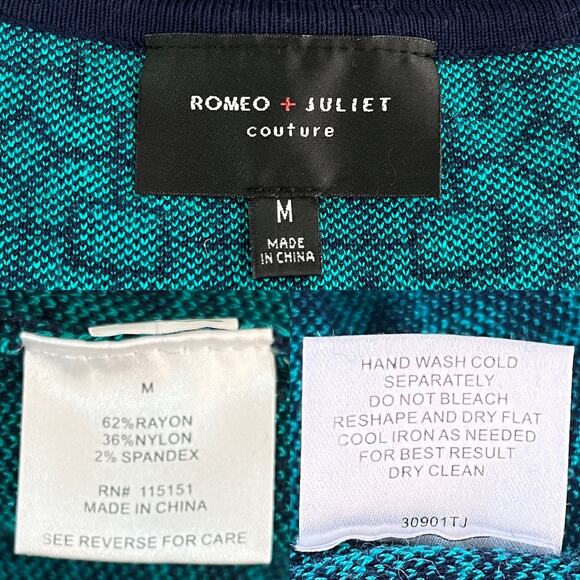 ROMEO + JULIET
couture
M
MADE
IN CHINA
M
62%RAYON
36%NYLON
2% SPANDEX
RN# 115151
MADE IN CHINA
SEE REVERSE FOR CARE
HAND WASH COLD
SEPARATELY
DO NOT BLEACH
RESHAPE AND DRY FLAT
COOL IRON AS NEEDED
FOR BEST RESULT
DRY CLEAN
30901TJ